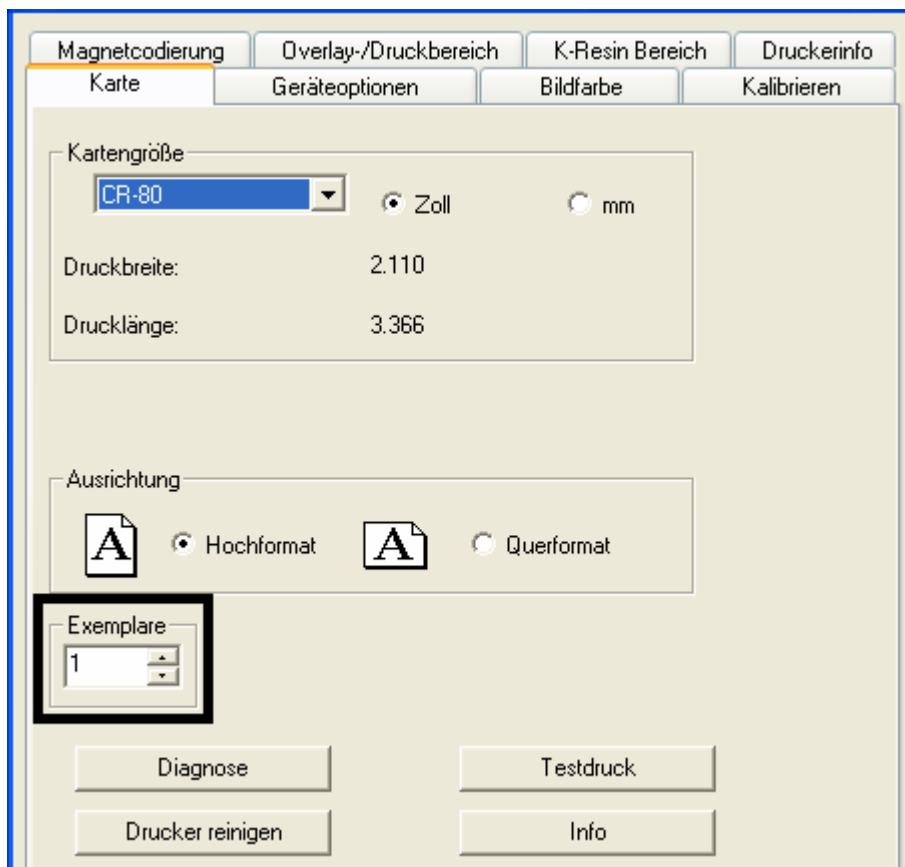 Magnetcodierung Overlay-/Druckbereich K-Resin Bereich Druckerinfo
Karte Geräteoptionen Bildfarbe Kalibrieren
Kartengröße
CR-80 Zoll mm
Druckbreite: 2.110
Drucklänge: 3.366
Ausrichtung
A Hochformat A Querformat
Exemplare
1
Diagnose Testdruck
Drucker reinigen Info